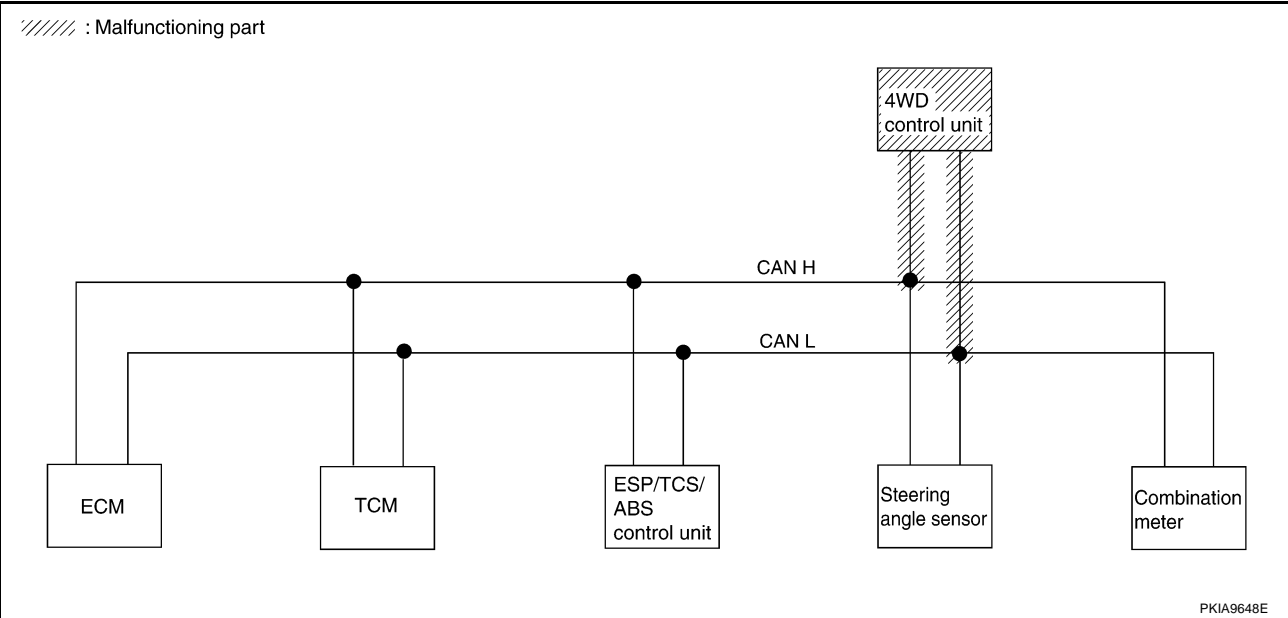 : Malfunctioning part
4WD
control unit
CAN H
CAN L
ECM
TCM
ESP/TCS/
ABS
control unit
Steering
angle sensor
Combination
meter
PKIA9648E